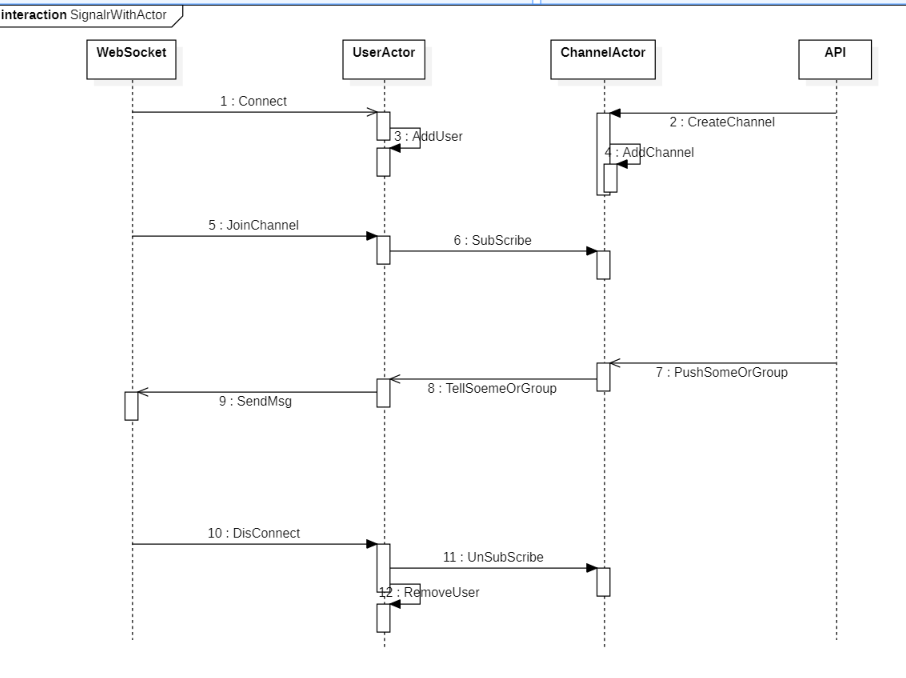 interaction SignalrWithActor
WebSocket
UserActor
ChannelActor
API
1 : Connect
2 : CreateChannel
3 : AddUser
4 : AddChannel
5 : JoinChannel
6 : SubScribe
7 : PushSomeOrGroup
8 : TellSoemeOrGroup
9 : SendMsg
10 : DisConnect
11 : UnSubScribe
12 : RemoveUser